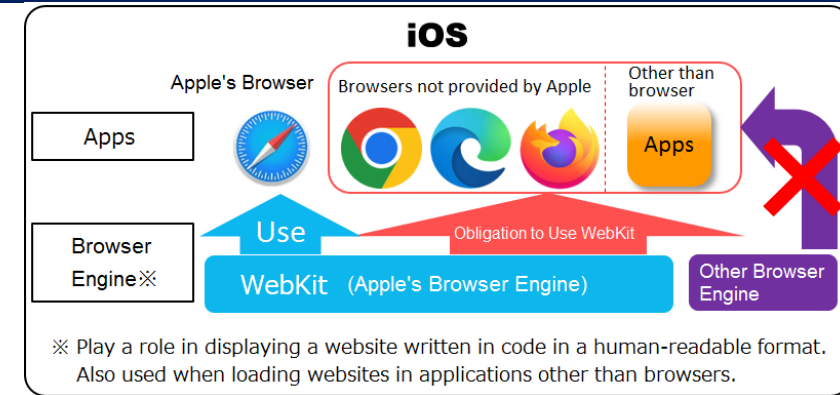 iOS
Apple's Browser
Browsers not provided by Apple
Other than
browser
Apps
Apps
Use
Obligation to Use WebKit
Browser
Engine※
WebKit (Apple's Browser Engine)
Other Browser
Engine
※ Play a role in displaying a website written in code in a human-readable format.
Also used when loading websites in applications other than browsers.